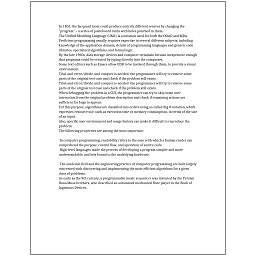 In 1801, the Jacquard loom could produce entirely different weaves by changing the
"program" – a series of pasteboard cards with holes punched in them.
The Unified Modeling Language (UML) is a notation used for both the OOAD and MDA.
Proficient programming usually requires expertise in several different subjects, including
knowledge of the application domain, details of programming languages and generic code
libraries, specialized algorithms, and formal logic.
By the late 1960s, data storage devices and computer terminals became inexpensive enough
that programs could be created by typing directly into the computers.
Some text editors such as Emacs allow GDB to be invoked through them, to provide a visual
environment.
Trial-and-error/divide-and-conquer is needed: the programmer will try to remove some
parts of the original test case and check if the problem still exists.
Trial-and-error/divide-and-conquer is needed: the programmer will try to remove some
parts of the original test case and check if the problem still exists.
When debugging the problem in a GUI, the programmer can try to skip some user
interaction from the original problem description and check if remaining actions are
sufficient for bugs to appear.
For this purpose, algorithms are classified into orders using so-called Big O notation, which
expresses resource use, such as execution time or memory consumption, in terms of the size
of an input.
Also, specific user environment and usage history can make it difficult to reproduce the
problem.
The following properties are among the most important:
In computer programming, readability refers to the ease with which a human reader can
comprehend the purpose, control flow, and operation of source code.
High-level languages made the process of developing a program simpler and more
understandable, and less bound to the underlying hardware.
The academic field and the engineering practice of computer programming are both largely
concerned with discovering and implementing the most efficient algorithms for a given
class of problems.
As early as the 9th century, a programmable music sequencer was invented by the Persian
Banu Musa brothers, who described an automated mechanical flute player in the Book of
Ingenious Devices.